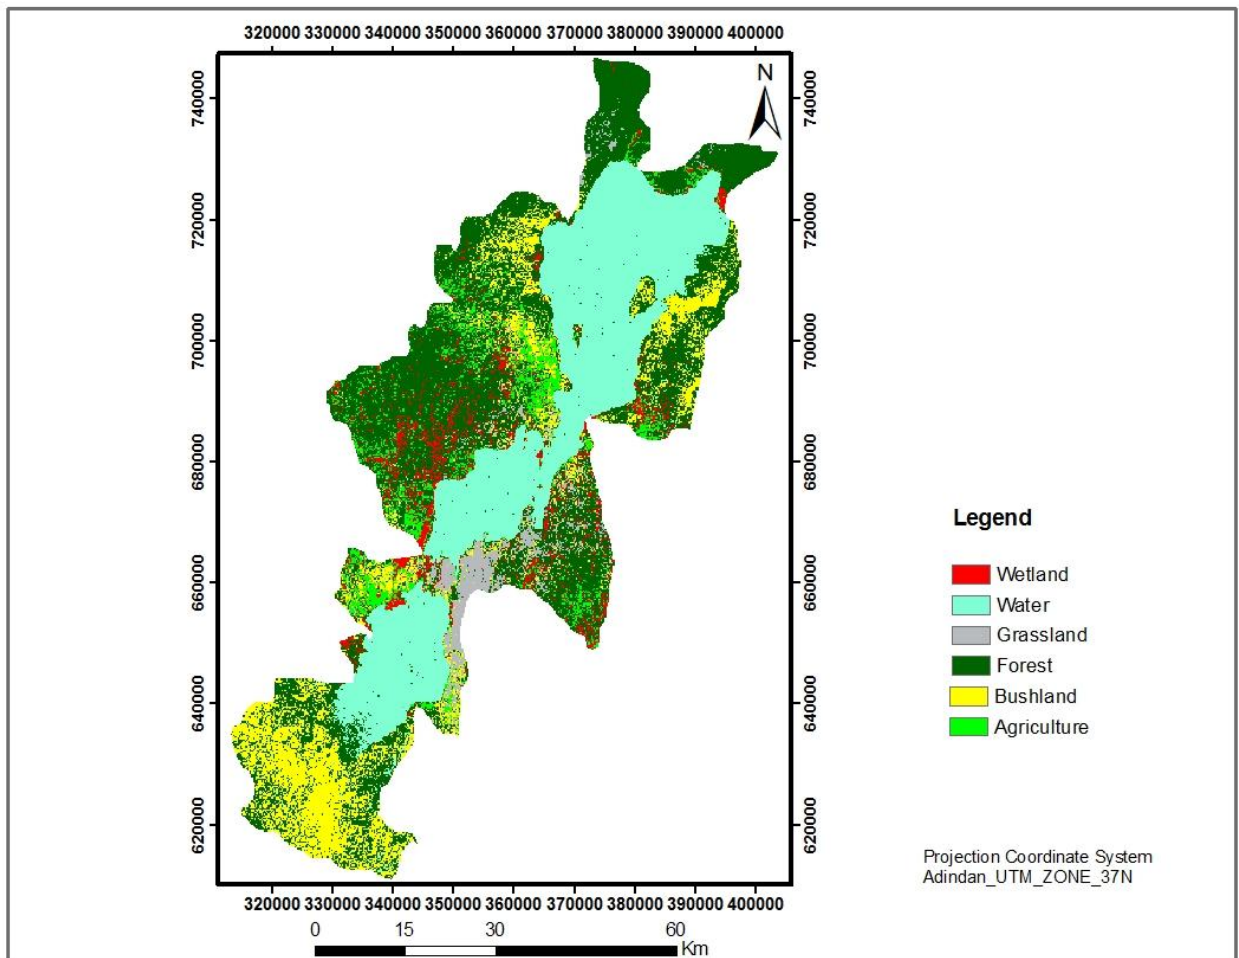 320000 330000 340000 350000 360000 370000 380000 390000 400000
N
740000
740000
720000
720000
700000
700000
680000
680000
660000
660000
640000
640000
620000
620000
Legend
Wetland
Water
Grassland
Forest
Bushland
Agriculture
Projection Coordinate System
Adindan_UTM_ZONE_37N
320000 330000 340000 350000 360000 370000 380000 390000 400000
0 15 30 60
Km